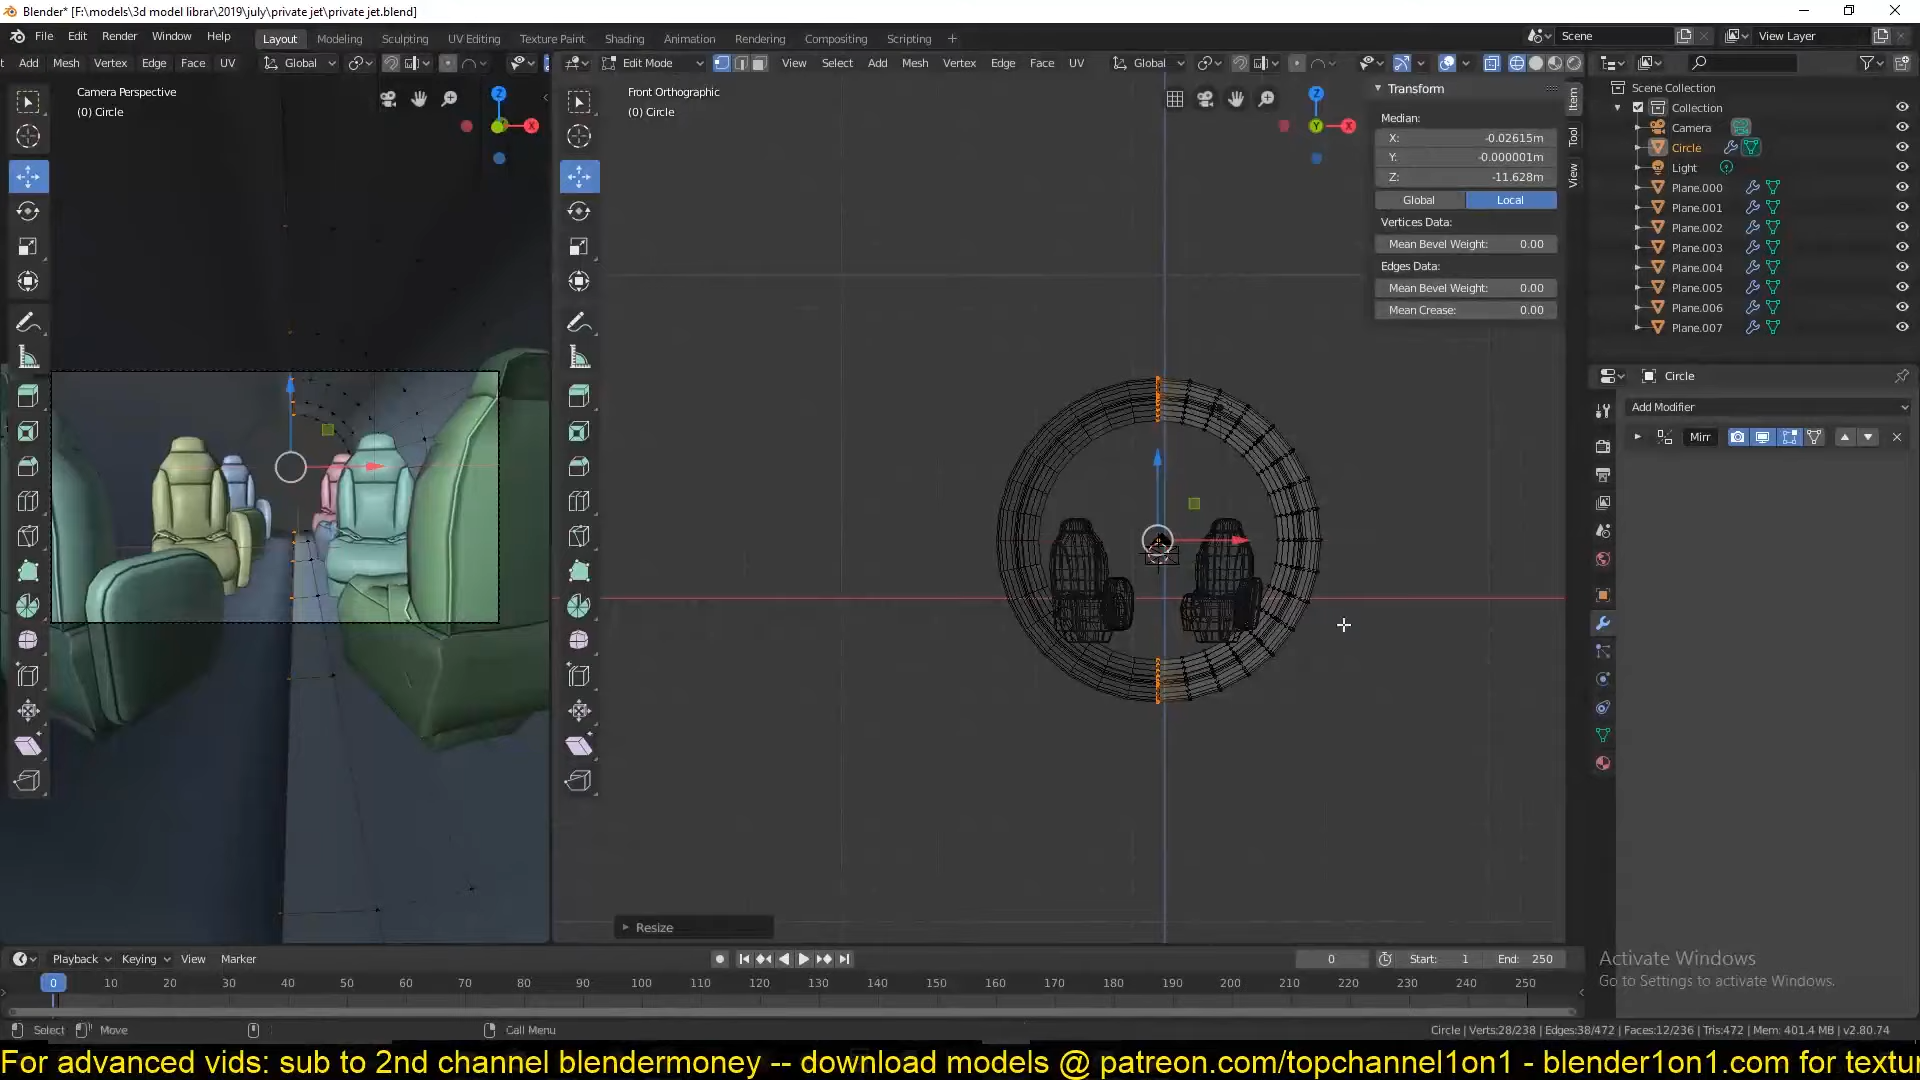 Blender* [F:\models\3d model librar\2019\july\private jet\private jet.blend]
File Edit Render Window Help Layout Modeling Sculpting UV Editing Texture Paint Shading Animation Rendering Compositing Scripting + Scene View Layer
Add Mesh Vertex Edge Face UV Global Edit Mode View Select Add Mesh Vertex Edge Face UV Global
Camera Perspective
(0) Circle
Front Orthographic
(0) Circle
Transform
Median:
X: -0.02615m
Y: -0.000001m
Z: -11.628m
Global Local
Vertices Data:
Mean Bevel Weight: 0.00
Edges Data:
Mean Bevel Weight: 0.00
Mean Crease: 0.00
Item
Tool
View
Scene Collection
Collection
Camera
Circle
Light
Plane.000
Plane.001
Plane.002
Plane.003
Plane.004
Plane.005
Plane.006
Plane.007
Circle
Add Modifier
Mirr
Resize
Playback Keying View Marker 0 Start: 1 End: 250
0 10 20 30 40 50 60 70 80 90 100 110 120 130 140 150 160 170 180 190 200 210 220 230 240 250
Activate Windows
Go to Settings to activate Windows.
Select Move Call Menu Circle | Verts:28/238 | Edges:38/472 | Faces:12/236 | Tris:472 | Mem: 401.4 MB | v2.80.74
For advanced vids: sub to 2nd channel blendermoney -- download models @ patreon.com/topchannel1on1 - blender1on1.com for textur